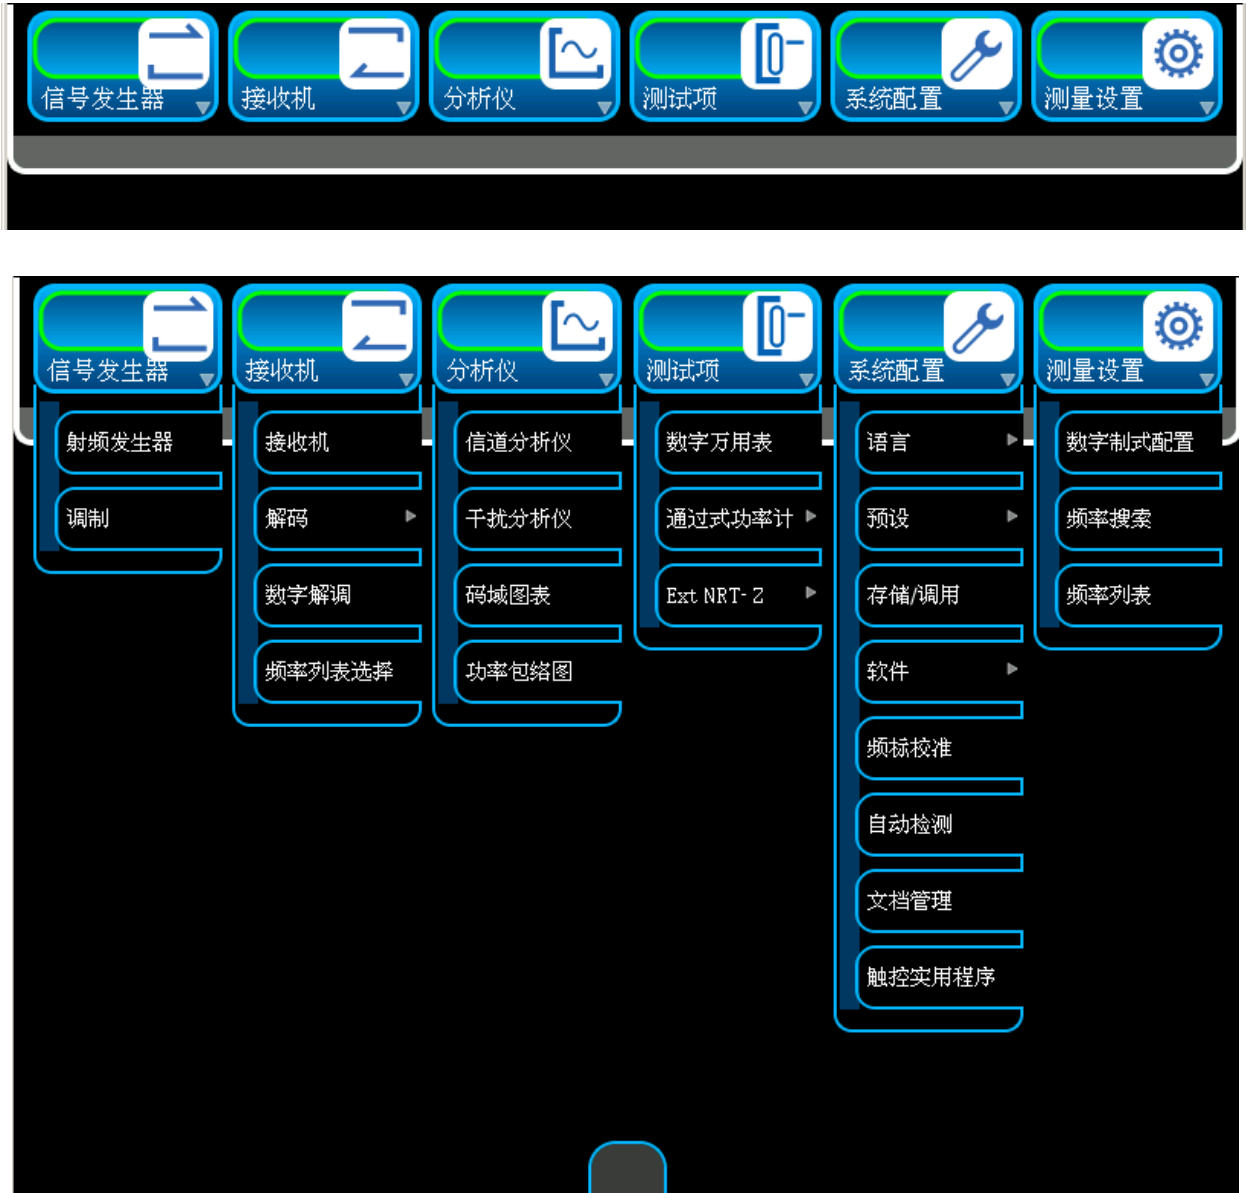 信号发生器
接收机
分析仪
测试项
系统配置
测量设置
信号发生器
接收机
分析仪
测试项
系统配置
测量设置
射频发生器
调制
接收机
解码
数字解调
频率列表选择
信道分析仪
干扰分析仪
码域图表
功率包络图
数字万用表
通过式功率计
Ext NRT-Z
语言
预设
存储/调用
软件
频标校准
自动检测
文档管理
触控实用程序
数字制式配置
频率搜索
频率列表